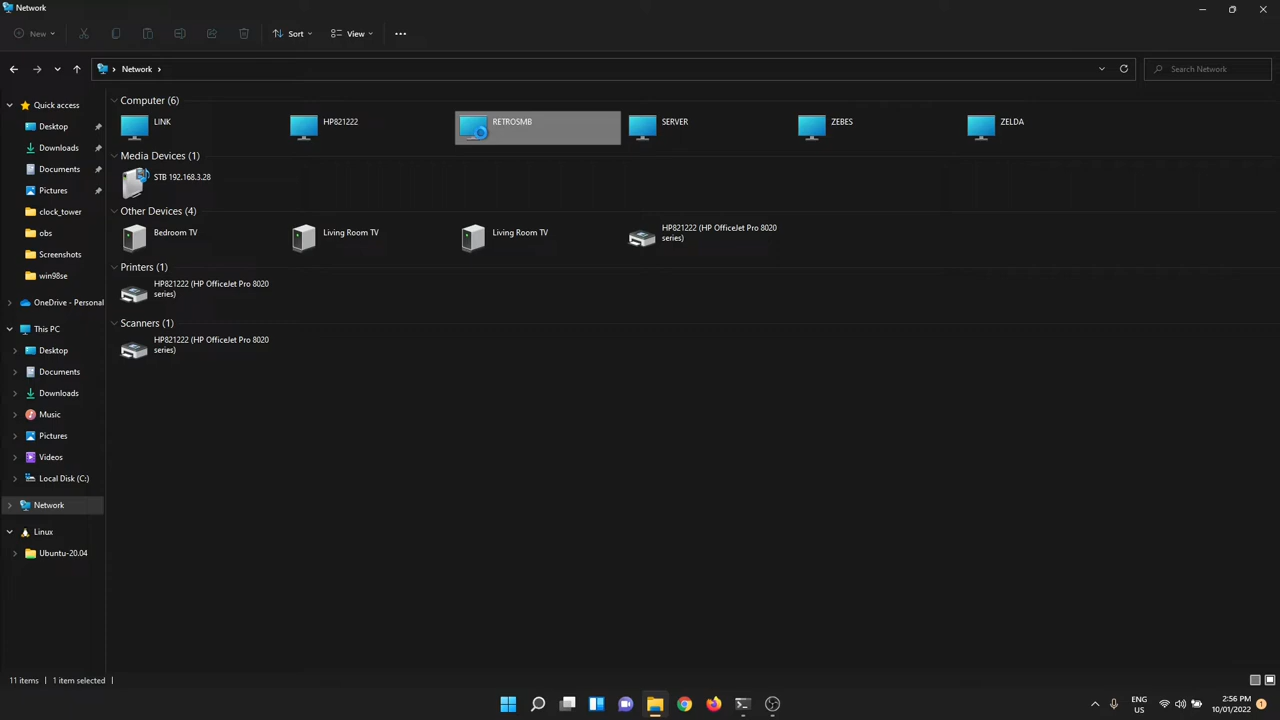 Network
New
Sort
View
Network
Search Network
Quick access
Desktop
Downloads
Documents
Pictures
clock_tower
obs
Screenshots
win98se
OneDrive - Personal
This PC
Desktop
Documents
Downloads
Music
Pictures
Videos
Local Disk (C:)
Network
Linux
Ubuntu-20.04
Computer (6)
LINK
HP821222
RETROSMB
SERVER
ZEBES
ZELDA
Media Devices (1)
STB 192.168.3.28
Other Devices (4)
Bedroom TV
Living Room TV
Living Room TV
HP821222 (HP OfficeJet Pro 8020
series)
Printers (1)
HP821222 (HP OfficeJet Pro 8020
series)
Scanners (1)
HP821222 (HP OfficeJet Pro 8020
series)
11 items
1 item selected
ENG
US
2:56 PM
10/01/2022
1